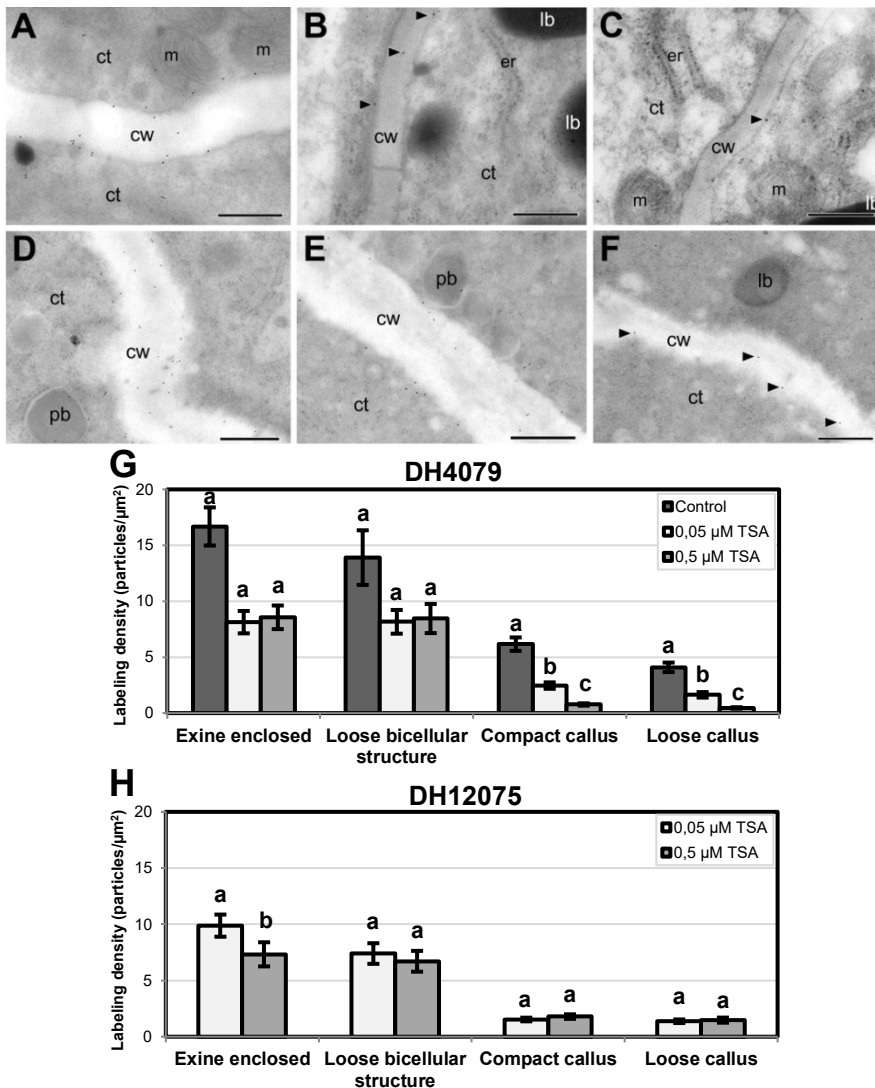 A
ct
m
m
cw
ct
B
lb
er
cw
lb
ct
C
er
ct
cw
m
m
lb
D
ct
cw
pb
E
pb
cw
ct
F
lb
cw
ct
G
DH4079
Labeling density (particles/µm²)
20
15
10
5
0
a
a
a
a
a
a
a
b
c
a
b
c
Control
0,05 µM TSA
0,5 µM TSA
Exine enclosed
Loose bicellular
structure
Compact callus
Loose callus
H
DH12075
Labeling density (particles/µm²)
20
15
10
5
0
a
b
a
a
a
a
a
a
0,05 µM TSA
0,5 µM TSA
Exine enclosed
Loose bicellular
structure
Compact callus
Loose callus